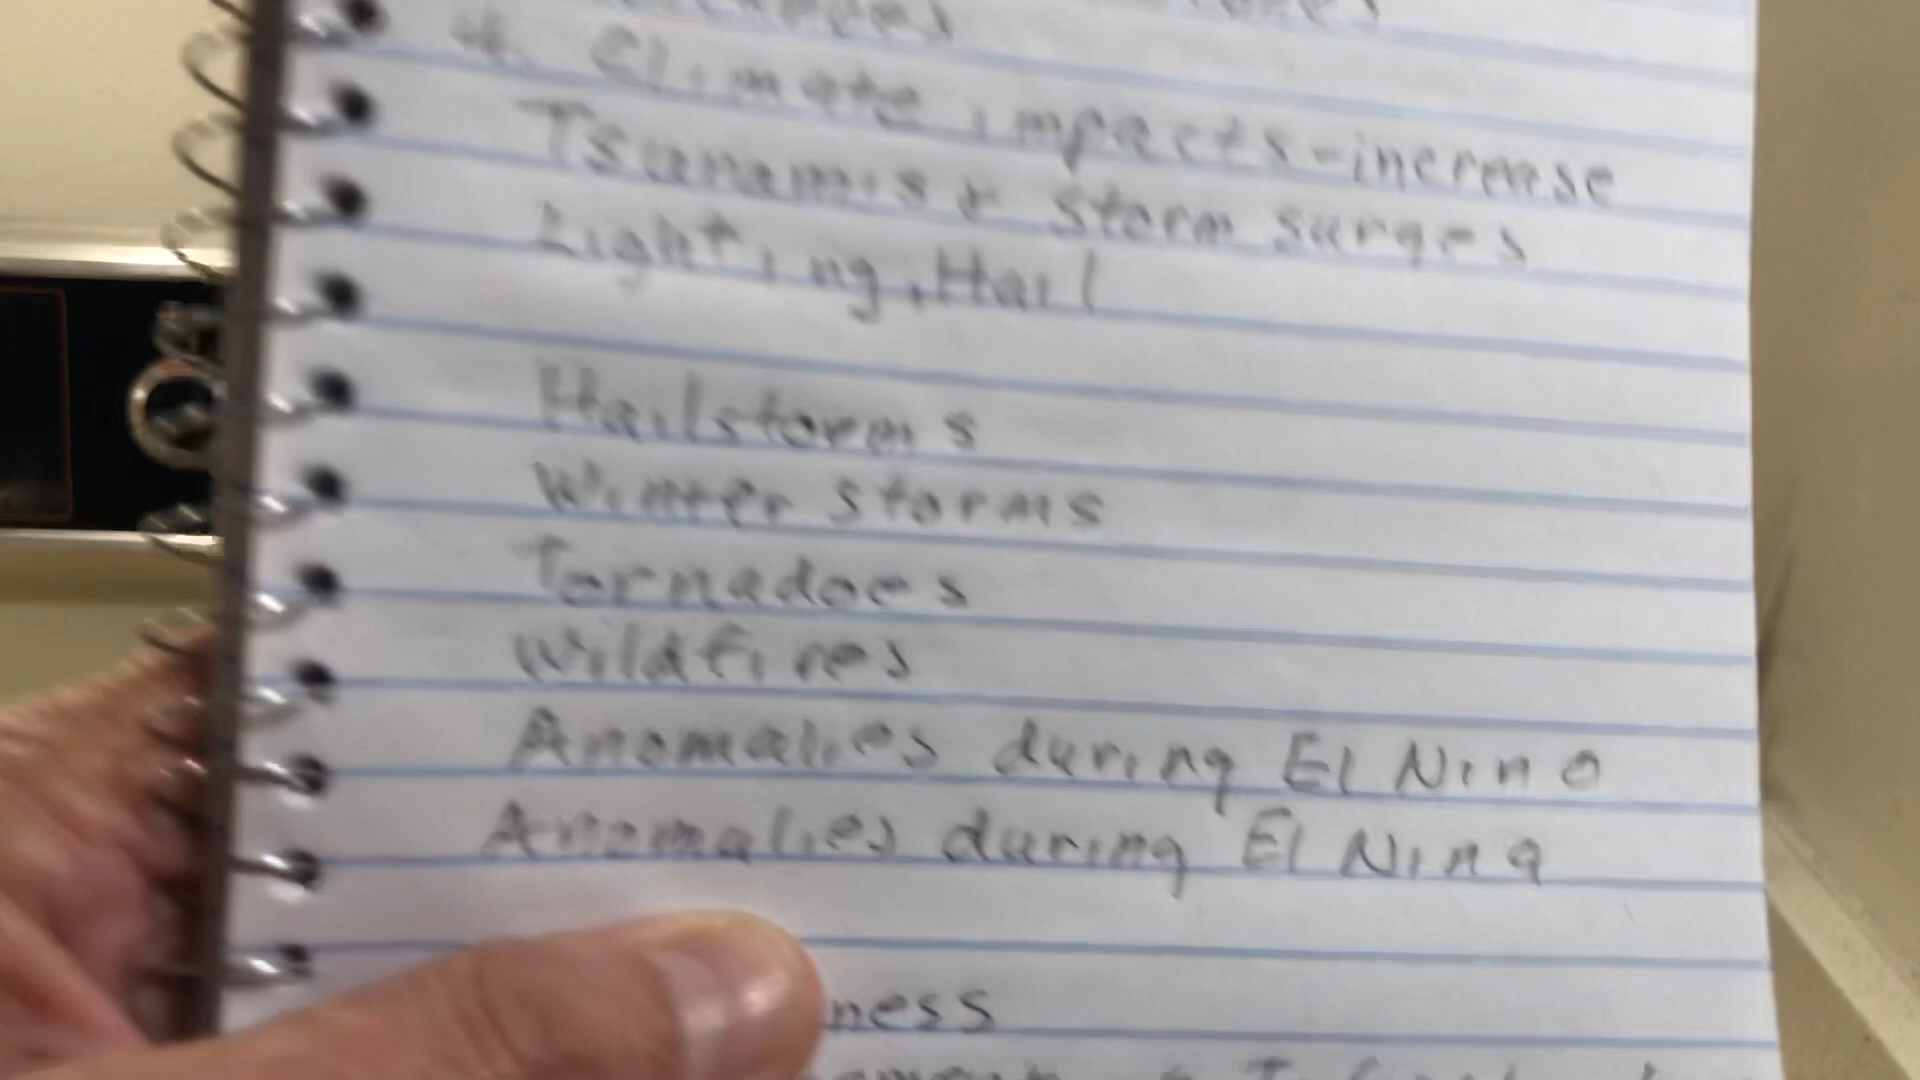 4. Climate impacts-increase
Tsunamis & Storm surges
Lighting, Hail
Hailstorms
Winter storms
Tornadoes
Wildfires
Anomalies during El Nino
Anomalies during El Nina
ness